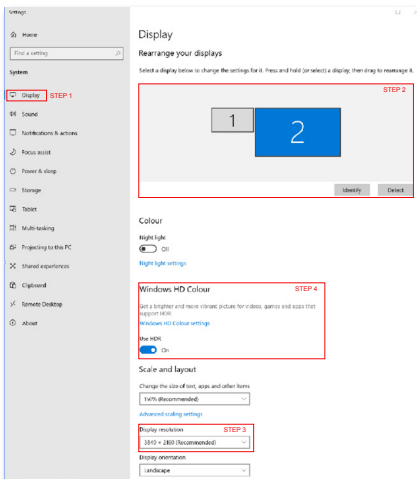 Settings
Home
Find a setting
System
Display STEP 1
Sound
Notifications & actions
Focus assist
Power & sleep
Storage
Tablet
Multi-tasking
Projecting to this PC
Shared experiences
Clipboard
Remote Desktop
About
Display
Rearrange your displays
Select a display below to change the settings for it. Press and hold (or select) a display, then drag to rearrange it.
STEP 2
1 2
Identify Detect
Colour
Night light
Off
Night light settings
Windows HD Colour STEP 4
Get a brighter and more vibrant picture for videos, games and apps that
support HDR.
Windows HD Colour settings
Use HDR
On
Scale and layout
Change the size of text, apps and other items
150% (Recommended)
Advanced scaling settings
Display resolution STEP 3
3840 × 2160 (Recommended)
Display orientation
Landscape